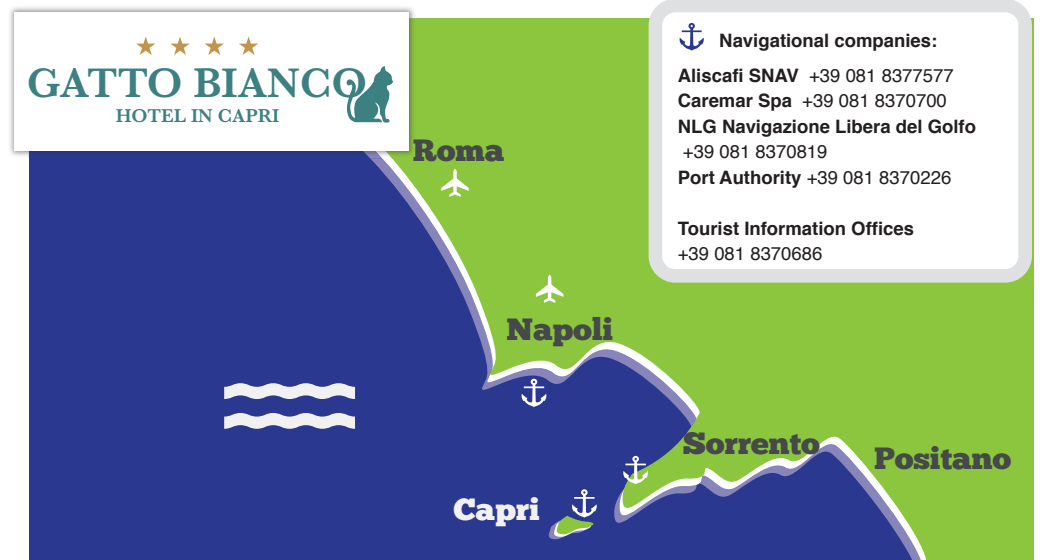 GATTO BIANCO
HOTEL IN CAPRI
Navigational companies:
Aliscafi SNAV +39 081 8377577
Caremar Spa +39 081 8370700
NLG Navigazione Libera del Golfo
+39 081 8370819
Port Authority +39 081 8370226
Tourist Information Offices
+39 081 8370686
Roma
Napoli
Sorrento
Positano
Capri